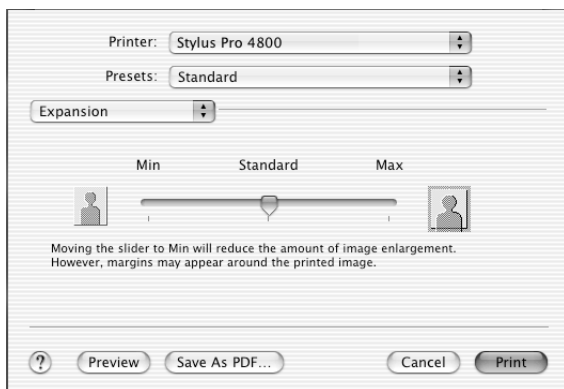 Printer: Stylus Pro 4800
Presets: Standard
Expansion
Min Standard Max
Moving the slider to Min will reduce the amount of image enlargement.
However, margins may appear around the printed image.
? Preview Save As PDF... Cancel Print